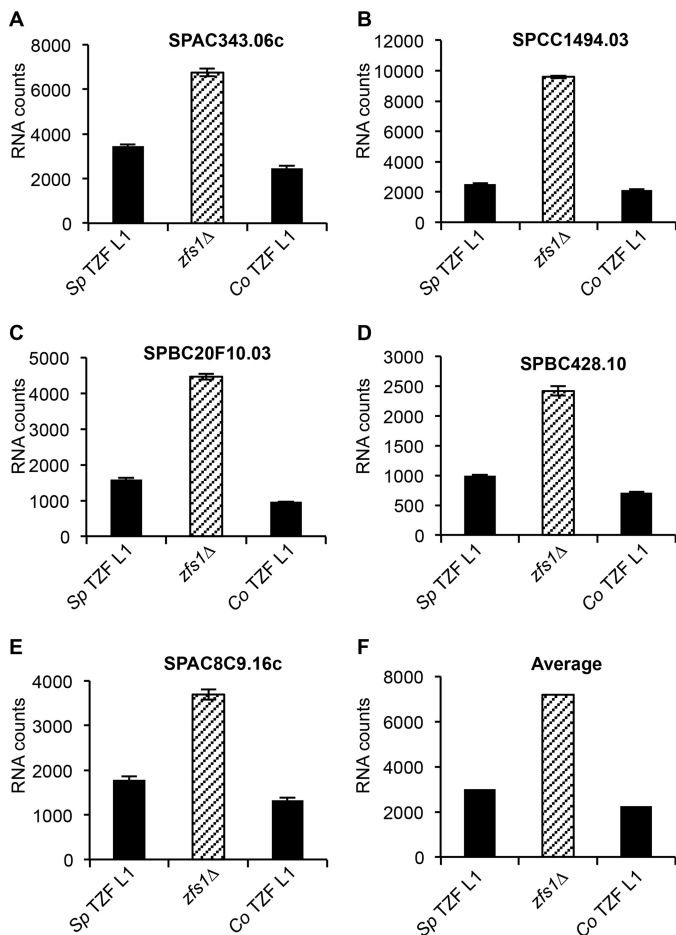 A
SPAC343.06c
RNA counts
8000
6000
4000
2000
0
Sp TZF L1
zfs1Δ
Co TZF L1
B
SPCC1494.03
RNA counts
12000
10000
8000
6000
4000
2000
0
Sp TZF L1
zfs1Δ
Co TZF L1
C
SPBC20F10.03
RNA counts
5000
4000
3000
2000
1000
0
Sp TZF L1
zfs1Δ
Co TZF L1
D
SPBC428.10
RNA counts
3000
2500
2000
1500
1000
500
0
Sp TZF L1
zfs1Δ
Co TZF L1
E
SPAC8C9.16c
RNA counts
4000
3000
2000
1000
0
Sp TZF L1
zfs1Δ
Co TZF L1
F
Average
RNA counts
8000
6000
4000
2000
0
Sp TZF L1
zfs1Δ
Co TZF L1